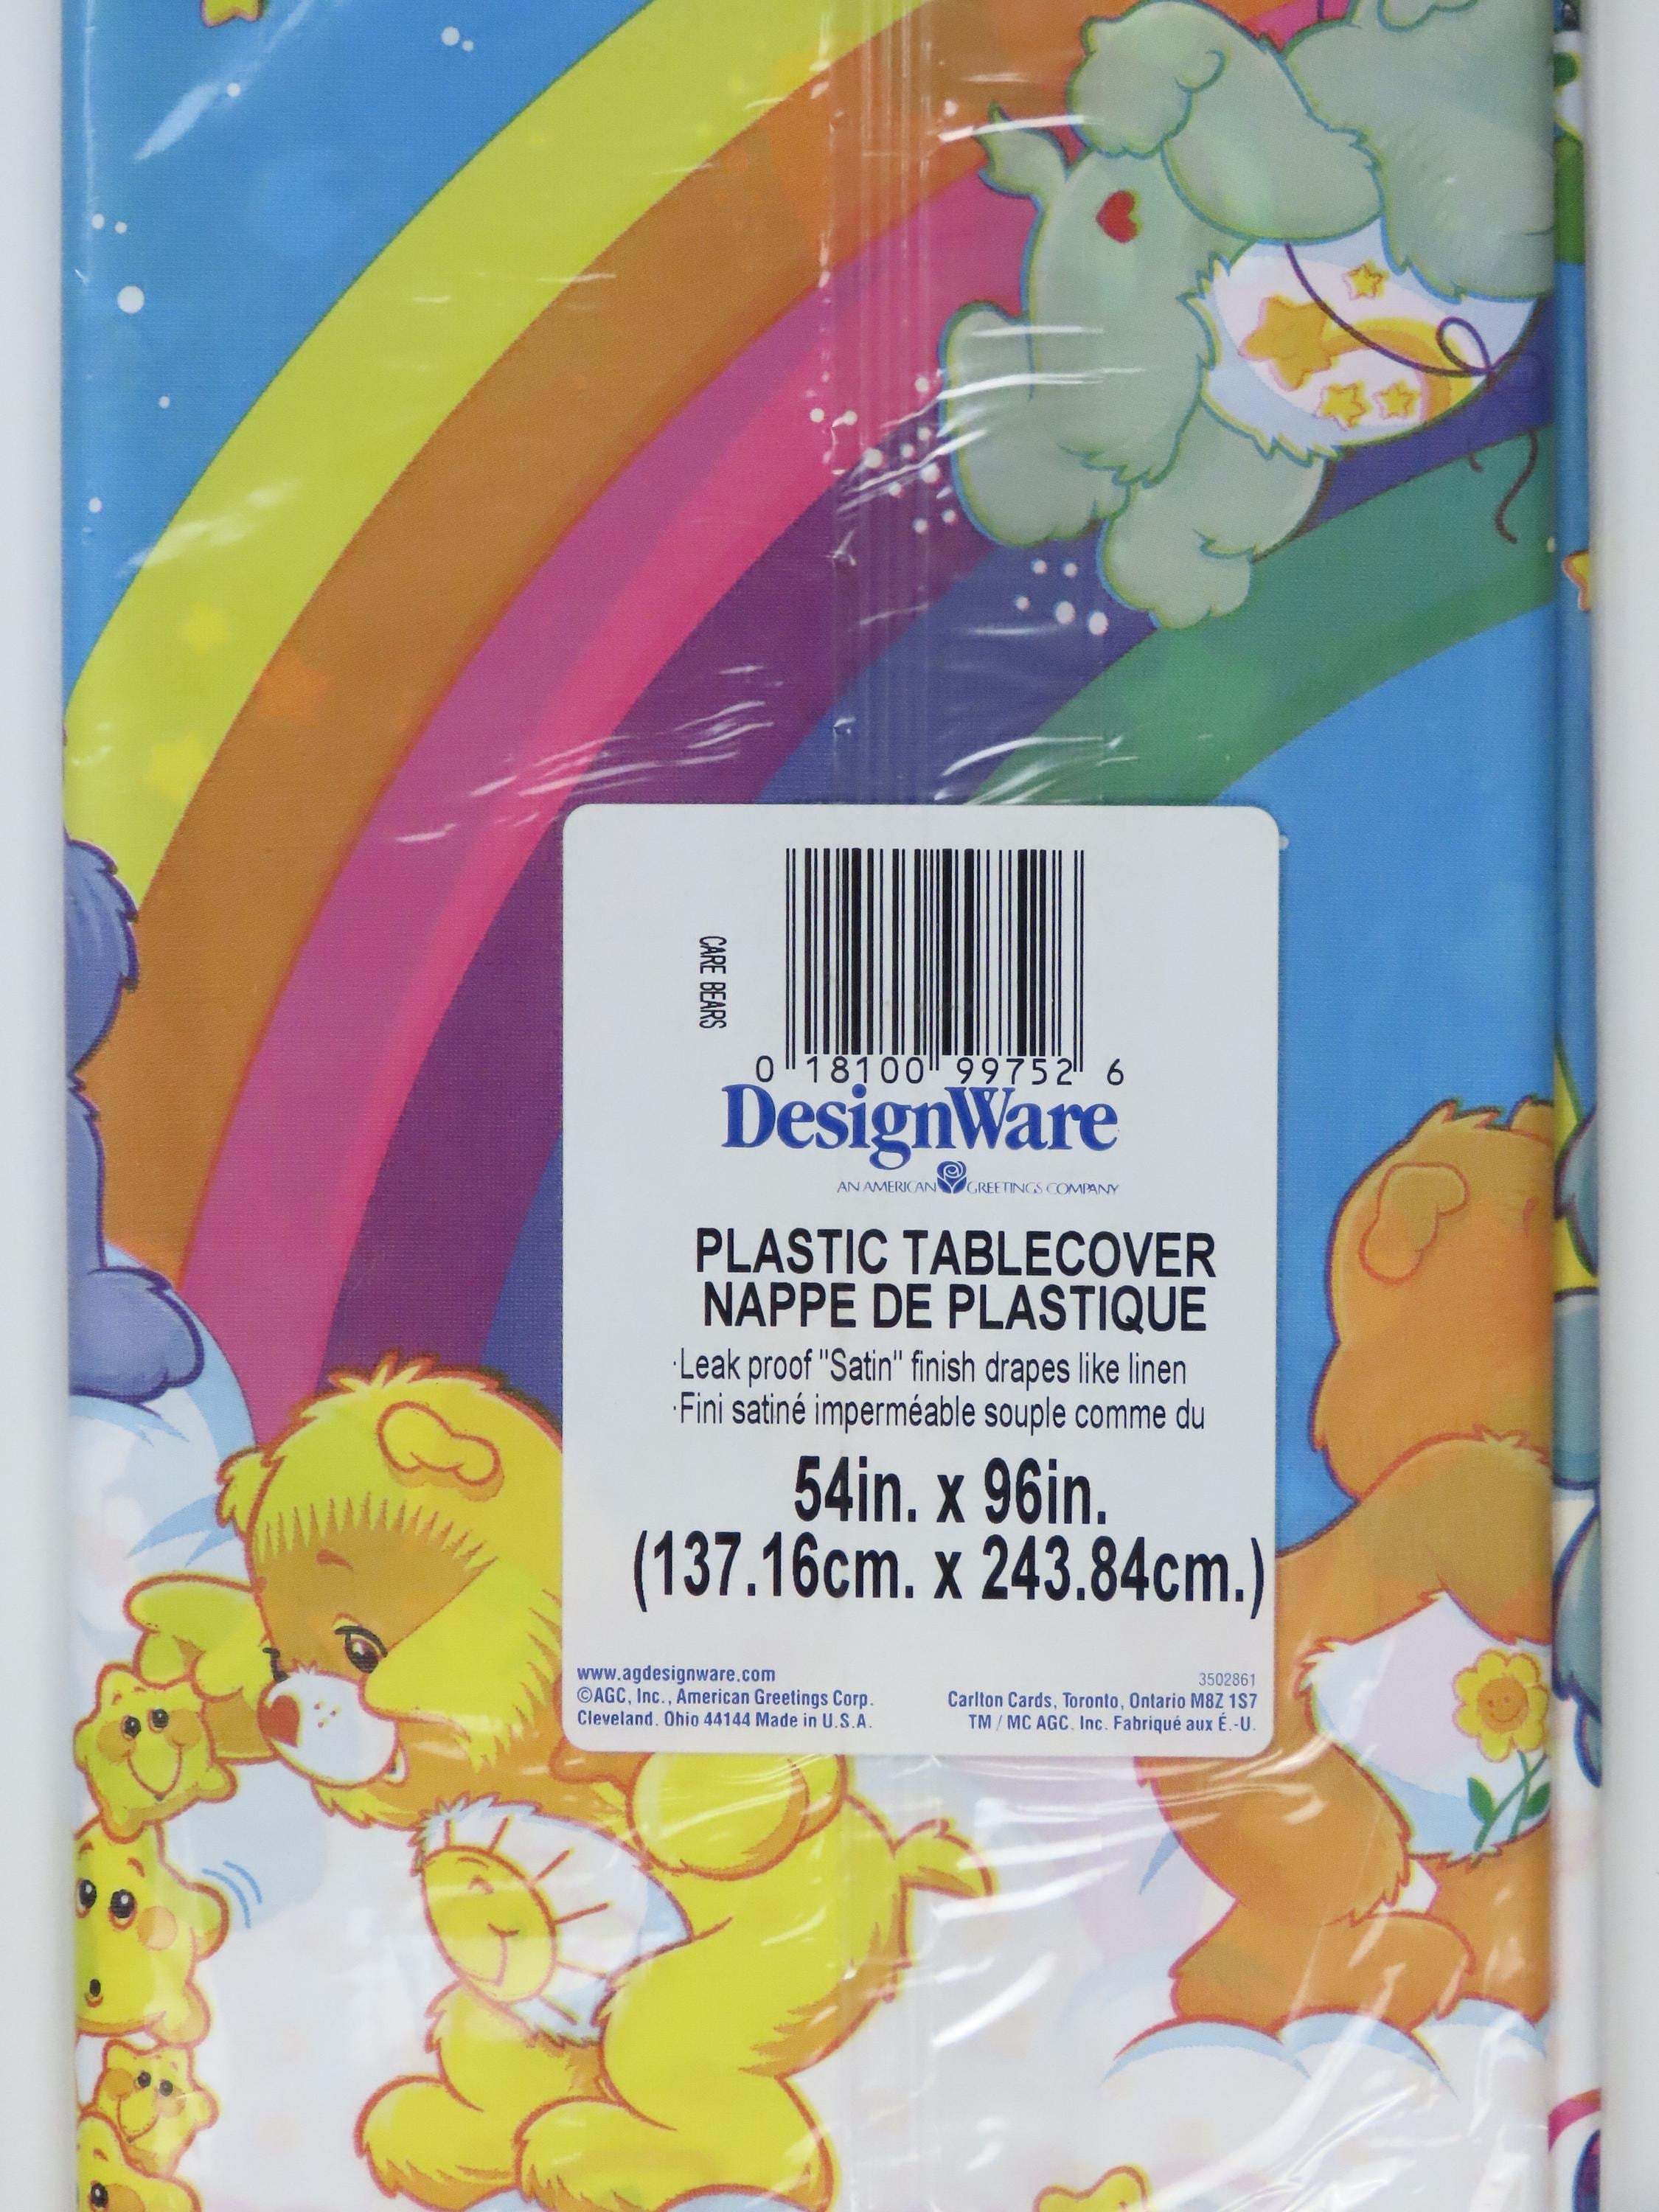 CARE BEARS
0 18100 99752 6
DesignWare
AN AMERICAN GREETINGS COMPANY
PLASTIC TABLECOVER
NAPPE DE PLASTIQUE
·Leak proof "Satin" finish drapes like linen
·Fini satiné imperméable souple comme du
54in. x 96in.
(137.16cm. x 243.84cm.)
www.agdesignware.com
©AGC, Inc., American Greetings Corp.
Cleveland, Ohio 44144 Made in U.S.A.
3502861
Carlton Cards, Toronto, Ontario M8Z 1S7
TM / MC AGC, Inc. Fabriqué aux É.-U.